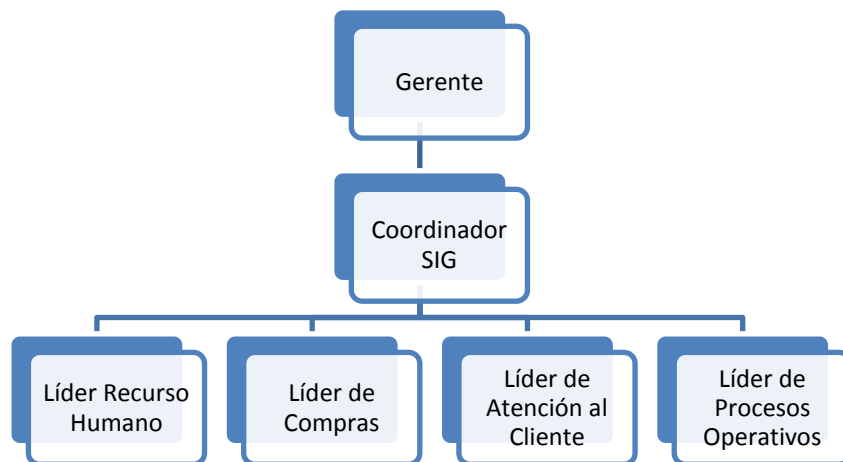 Gerente
Coordinador
SIG
Líder Recurso
Humano
Líder de
Compras
Líder de
Atención al
Cliente
Líder de
Procesos
Operativos